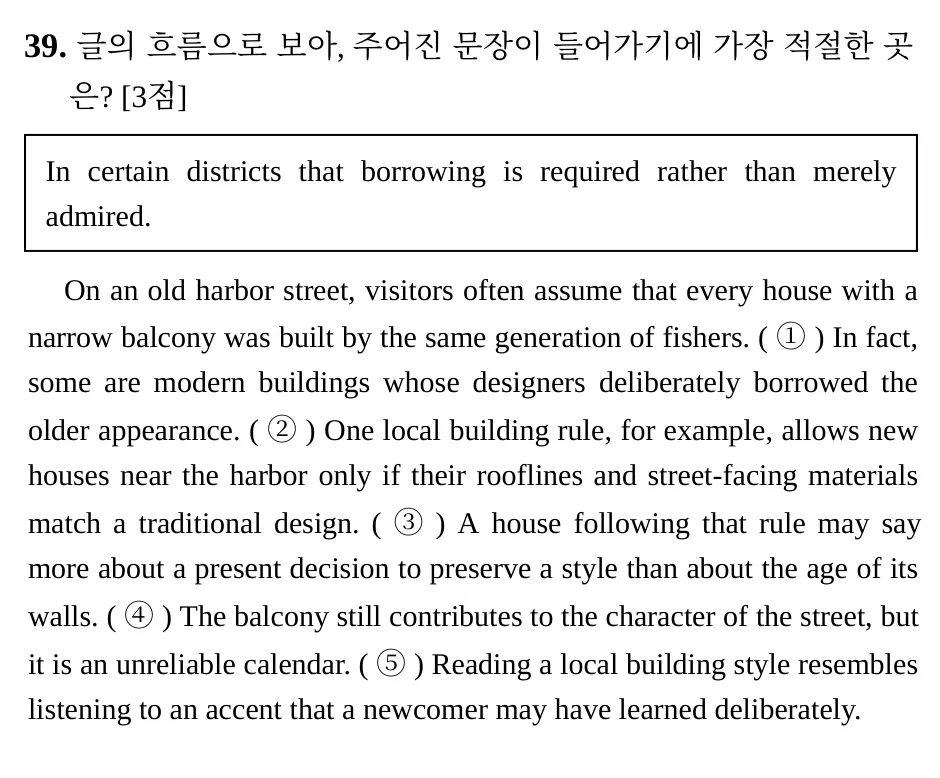 39. 글의 흐름으로 보아, 주어진 문장이 들어가기에 가장 적절한 곳
은? [3점]
In certain districts that borrowing is required rather than merely
admired.
On an old harbor street, visitors often assume that every house with a
narrow balcony was built by the same generation of fishers. ( ① ) In fact,
some are modern buildings whose designers deliberately borrowed the
older appearance. ( ② ) One local building rule, for example, allows new
houses near the harbor only if their rooflines and street-facing materials
match a traditional design. ( ③ ) A house following that rule may say
more about a present decision to preserve a style than about the age of its
walls. ( ④ ) The balcony still contributes to the character of the street, but
it is an unreliable calendar. ( ⑤ ) Reading a local building style resembles
listening to an accent that a newcomer may have learned deliberately.